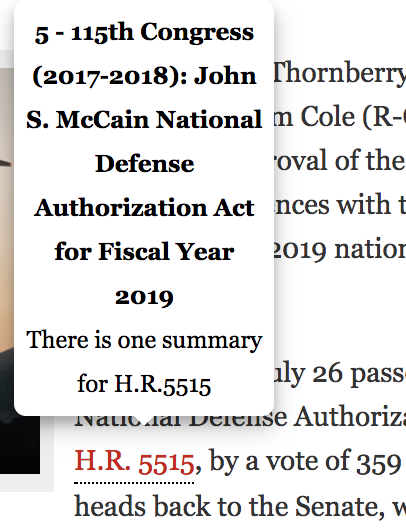 5 - 115th Congress
(2017-2018): John
S. McCain National
Defense
Authorization Act
for Fiscal Year
2019
There is one summary
for H.R.5515
Thornberry
m Cole (R-
roval of the
nces with
2019 nation
uly 26 pass
National Defense Authoriz
H.R. 5515, by a vote of 359
heads back to the Senate, w